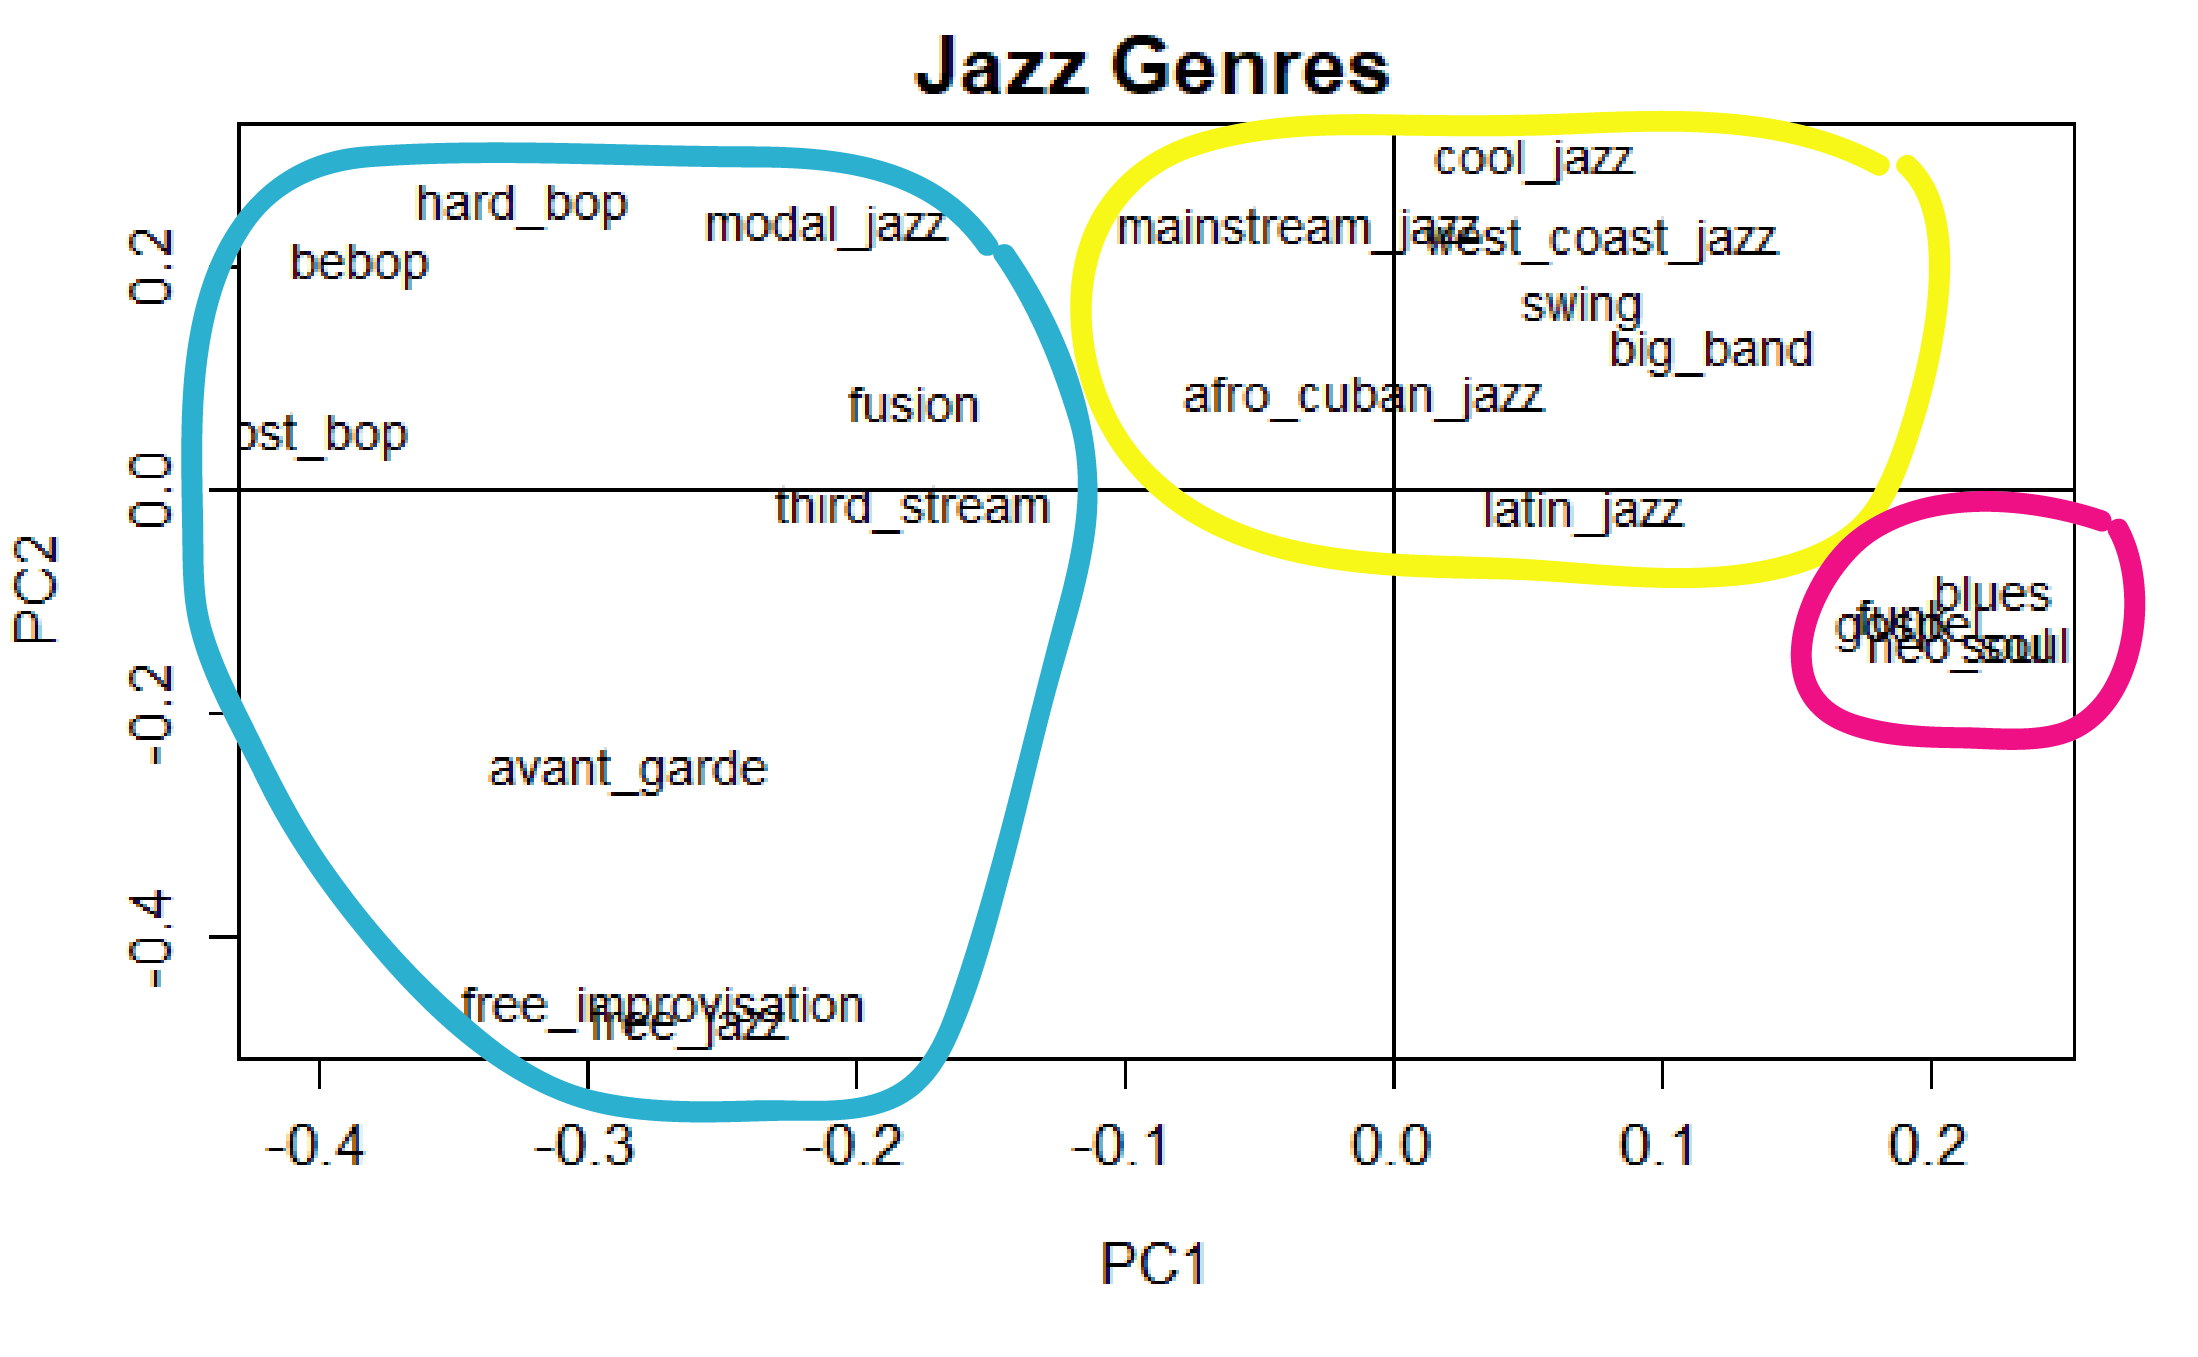 Jazz Genres
cool_jazz
hard_bop
modal_jazz
mainstream_jazz
west_coast_jazz
bebop
swing
big_band
afro_cuban_jazz
fusion
ost_bop
third_stream
latin_jazz
blues
funk
gospel
neo_soul
soul
avant_garde
free_improvisation
free_jazz
PC2
0.2
0.0
-0.2
-0.4
-0.4
-0.3
-0.2
-0.1
0.0
0.1
0.2
PC1